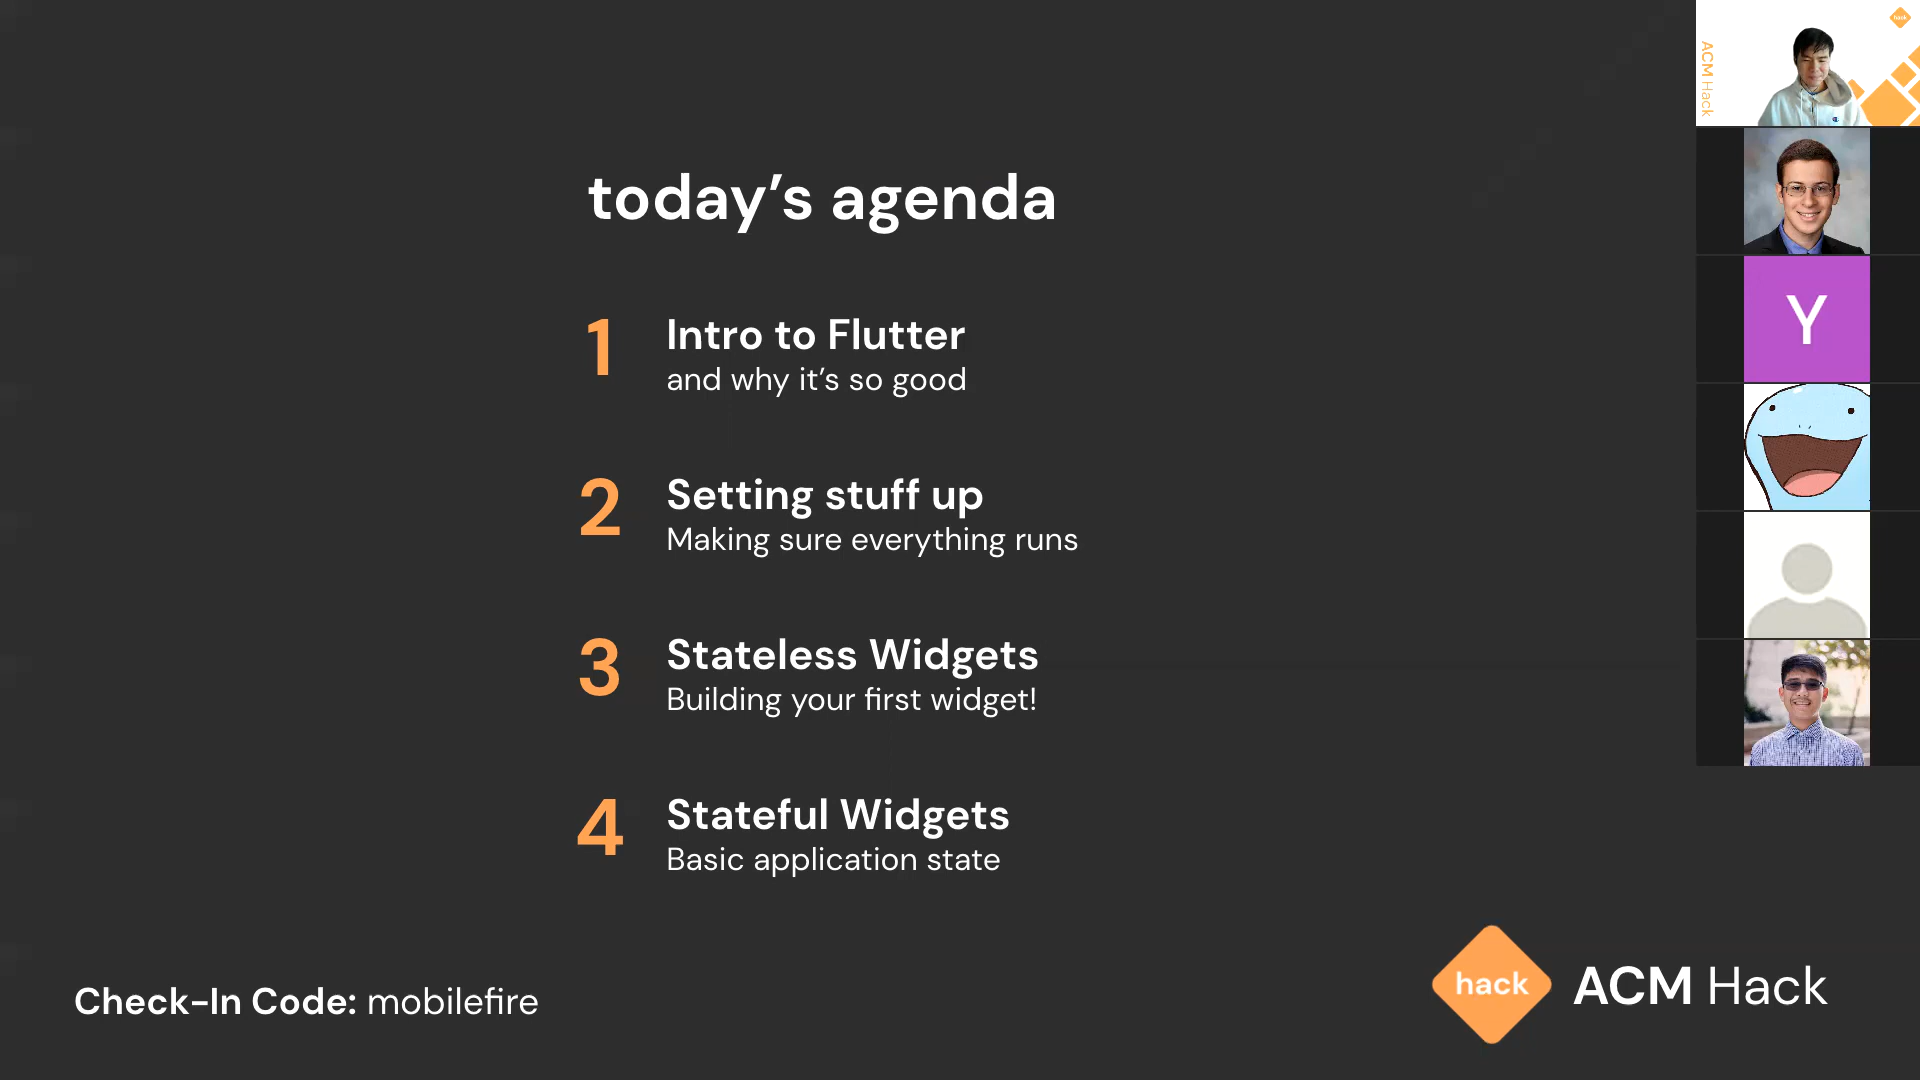 today’s agenda
1
Intro to Flutter
and why it’s so good
2
Setting stuff up
Making sure everything runs
3
Stateless Widgets
Building your first widget!
4
Stateful Widgets
Basic application state
Check-In Code: mobilefire
hack
ACM Hack
ACM Hack
hack
Y